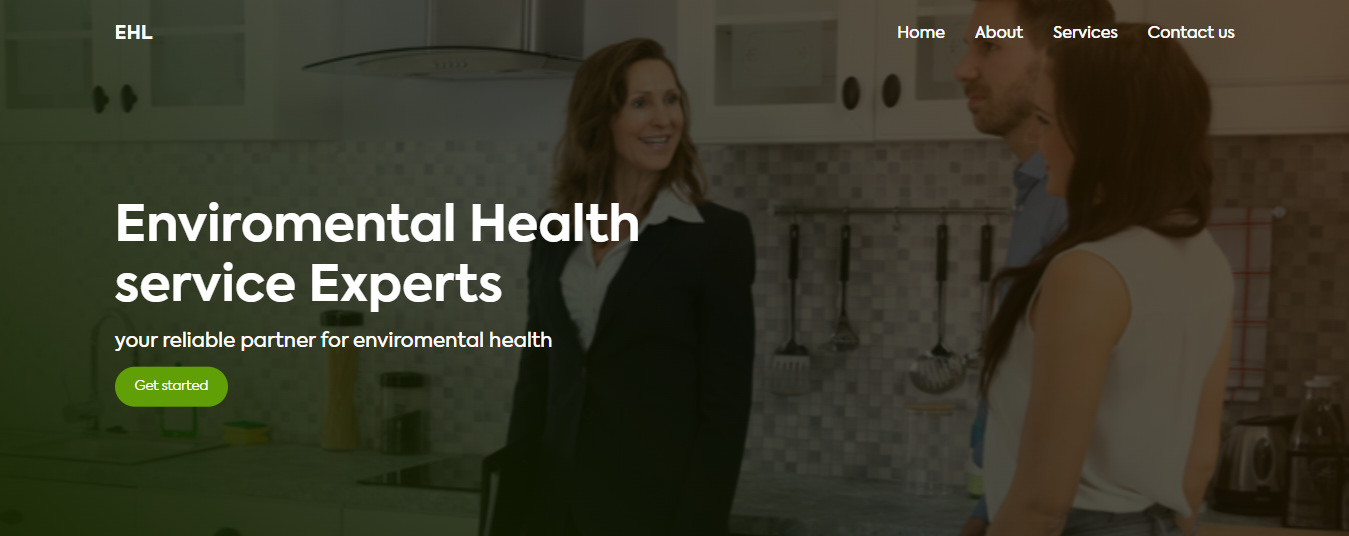 EHL
Home About Services Contact us
Enviromental Health
service Experts
your reliable partner for enviromental health
Get started